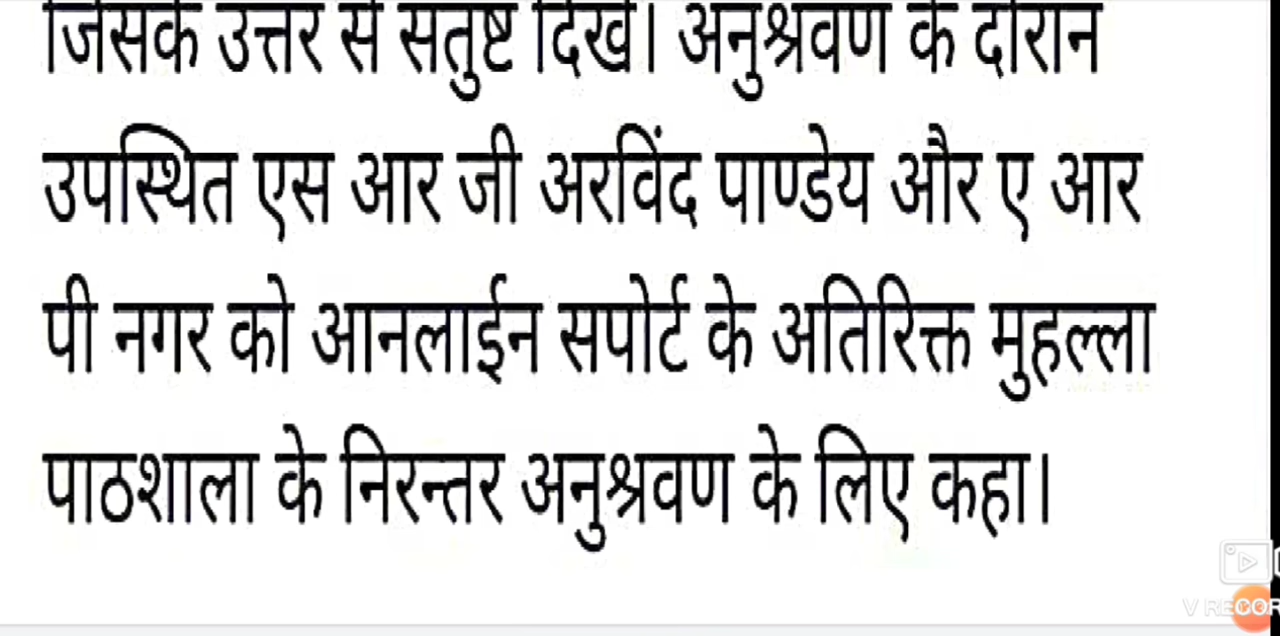 जिसके उत्तर से संतुष्ट दिखे। अनुश्रवण के दौरान
उपस्थित एस आर जी अरविंद पाण्डेय और ए आर
पी नगर को आनलाईन सपोर्ट के अतिरिक्त मुहल्ला
पाठशाला के निरन्तर अनुश्रवण के लिए कहा।
V RECOR